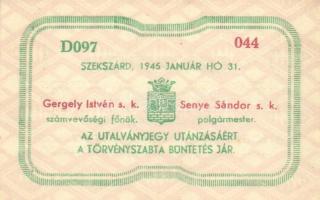 D097 044
SZEKSZÁRD, 1945 JANUÁR HÓ 31.
Gergely István s. k. Senye Sándor s. k.
számvevőségi főnök. polgármester.
AZ UTALVÁNYJEGY UTÁNZÁSÁÉRT
A TÖRVÉNYSZABTA BÜNTETÉS JÁR.